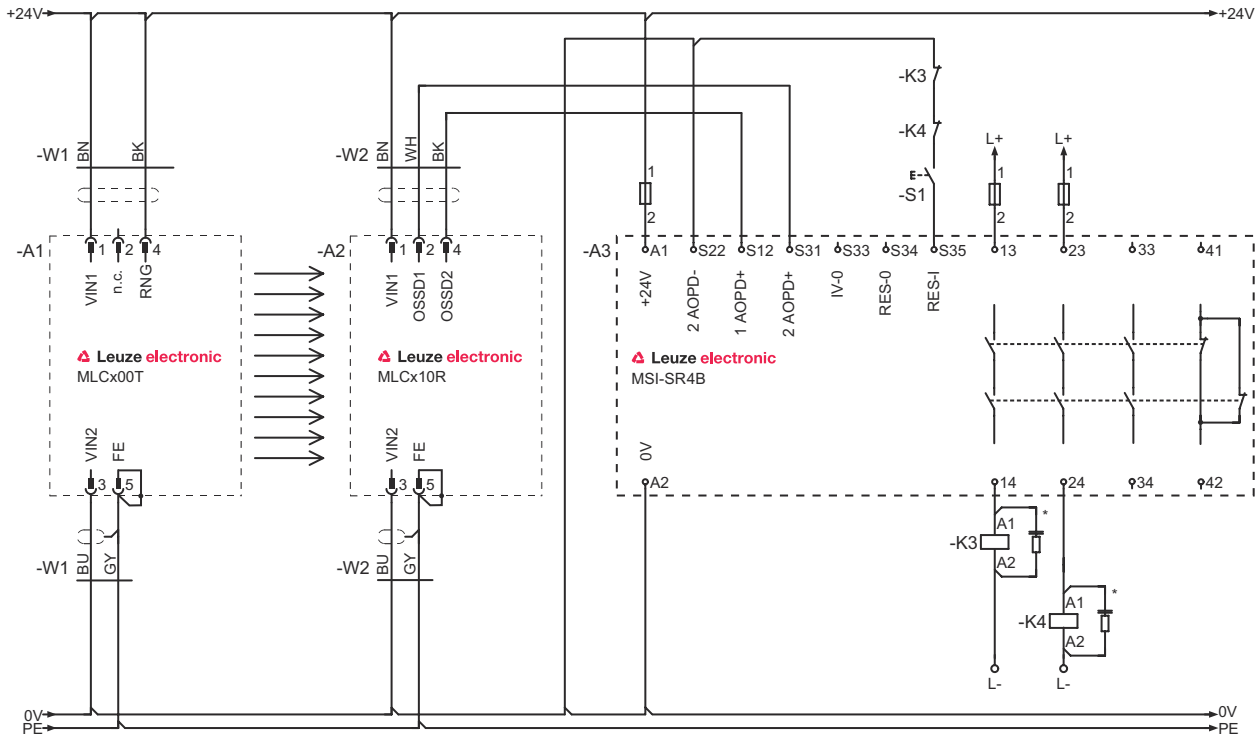 +24V +24V
-K3
-K4
E
-S1
-W1 BN BK
-W2 BN WH BK
L+ L+
1 1 1
2 2 2
-A1 1 2 4
-A2 1 2 4
-A3 A1 S22 S12 S31 S33 S34 S35 13 23 33 41
VIN1 n.c. RNG
VIN1 OSSD1 OSSD2
+24V 2 AOPD- 1 AOPD+ 2 AOPD+ IV-0 RES-0 RES-I
Leuze electronic
MLCx00T
Leuze electronic
MLCx10R
Leuze electronic
MSI-SR4B
VIN2 FE
VIN2 FE
0V
3 5
3 5
A2 14 24 34 42
-W1 BU GY
-W2 BU GY
-K3 A1 *
A2
-K4 A1 *
A2
L- L-
0V 0V
PE PE